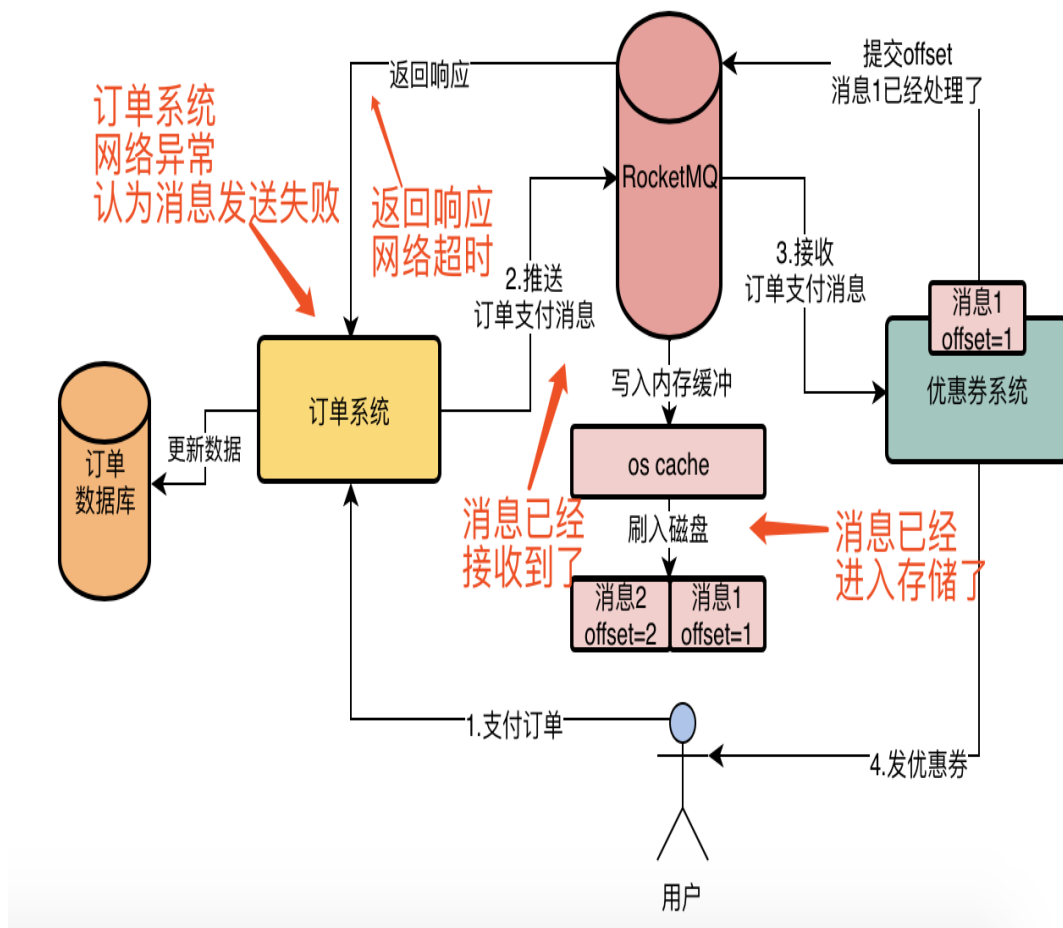 提交offset
消息1已经处理了
返回响应
订单系统
网络异常
认为消息发送失败
返回响应
网络超时
RocketMQ
2.推送
订单支付消息
3.接收
订单支付消息
消息1
offset=1
优惠券系统
写入内存缓冲
订单系统
更新数据
订单
数据库
os cache
消息已经
接收到了
刷入磁盘
消息已经
进入存储了
消息2
offset=2
消息1
offset=1
1.支付订单
4.发优惠券
用户